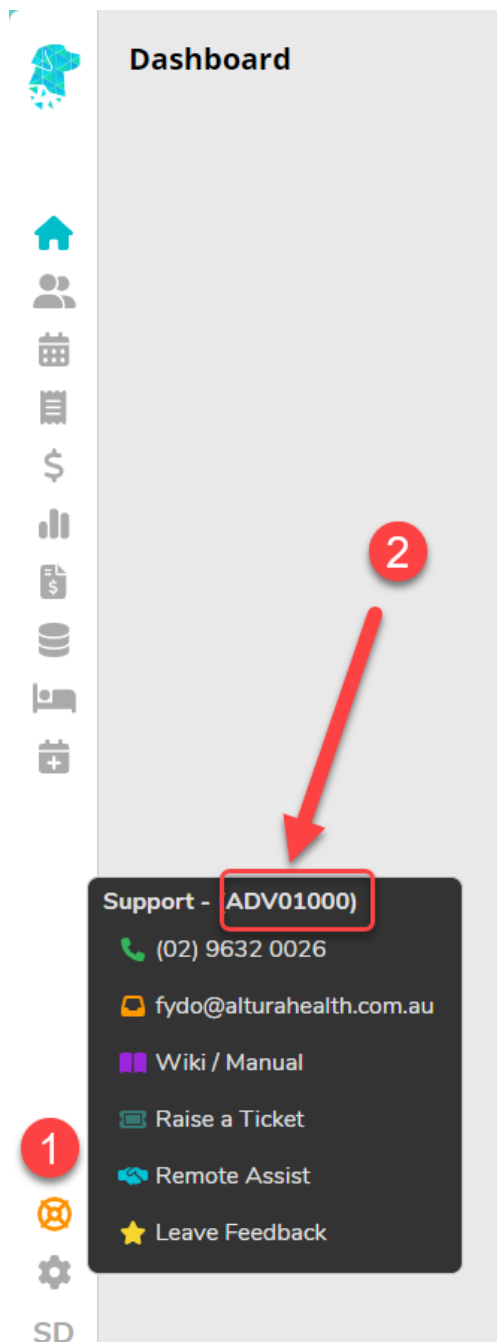 Dashboard
2
Support - (ADV01000)
(02) 9632 0026
fydo@alturahealth.com.au
Wiki / Manual
Raise a Ticket
1
Remote Assist
Leave Feedback
SD